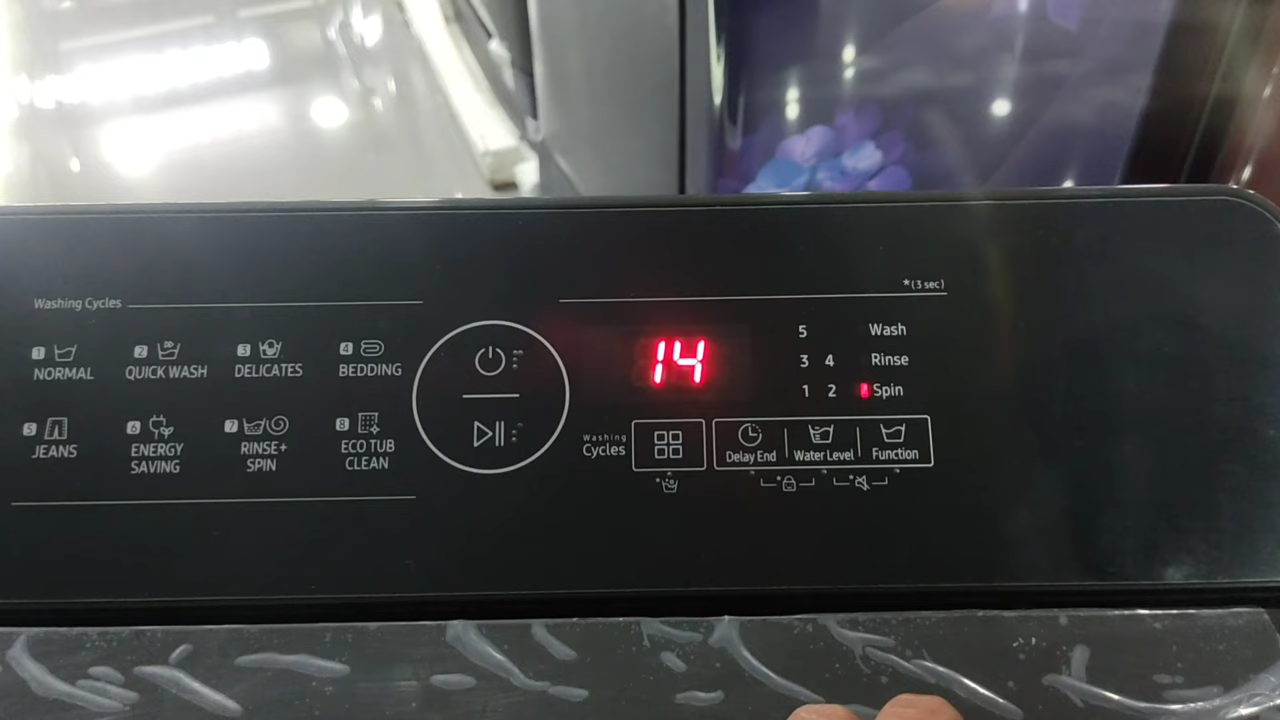 Washing Cycles
*(3 sec)
1 NORMAL
2 QUICK WASH
3 DELICATES
4 BEDDING
5 JEANS
6 ENERGY
SAVING
7 RINSE+
SPIN
8 ECO TUB
CLEAN
14
5 Wash
3 4 Rinse
1 2 Spin
Washing
Cycles
Delay End
Water Level
Function